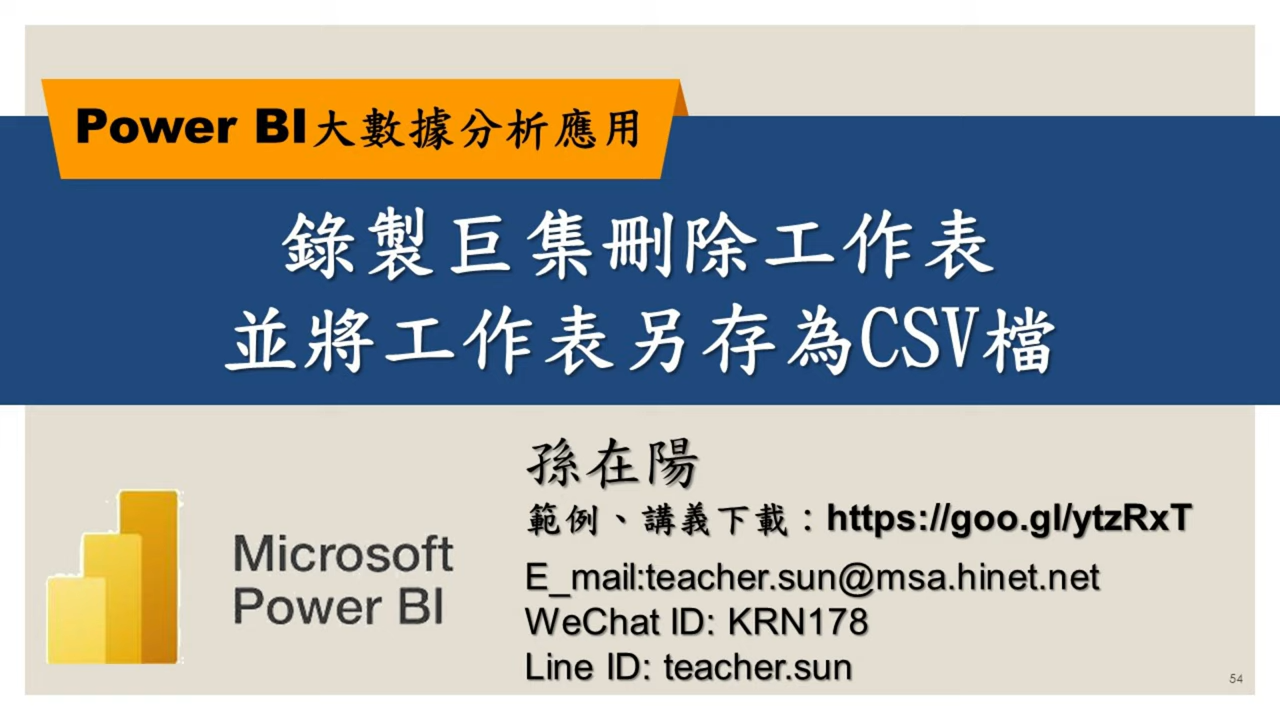 Power BI大數據分析應用
錄製巨集刪除工作表
並將工作表另存為CSV檔
孫在陽
範例、講義下載：https://goo.gl/ytzRxT
E_mail:teacher.sun@msa.hinet.net
WeChat ID: KRN178
Line ID: teacher.sun
Microsoft
Power BI
54